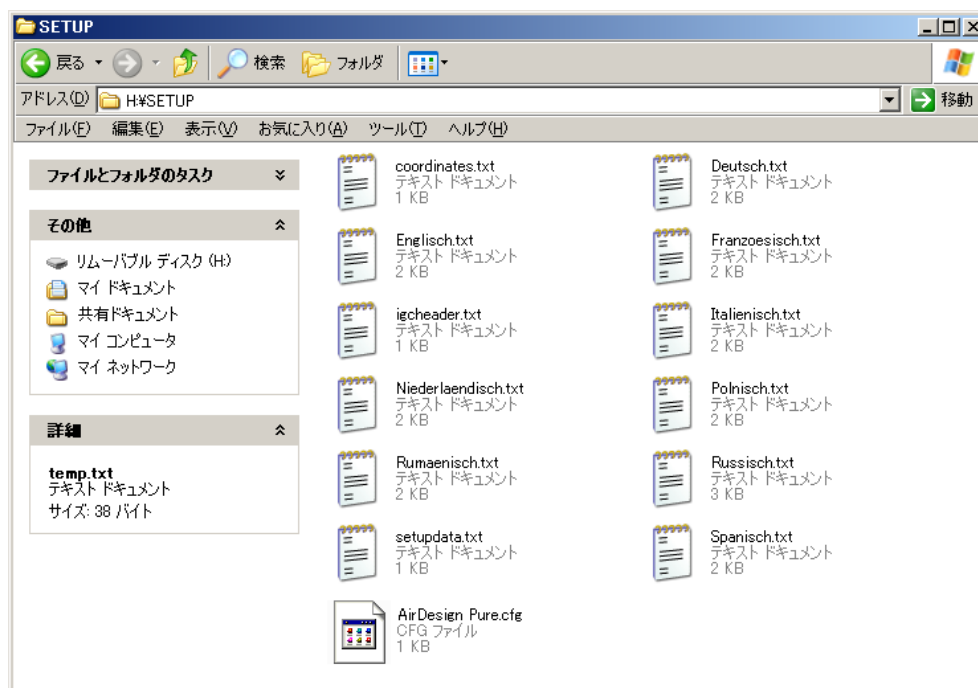 SETUP
戻る 検索 フォルダ
アドレス(D) H:¥SETUP 移動
ファイル(F) 編集(E) 表示(V) お気に入り(A) ツール(T) ヘルプ(H)
ファイルとフォルダのタスク
その他
リムーバブル ディスク (H:)
マイ ドキュメント
共有ドキュメント
マイ コンピュータ
マイ ネットワーク
詳細
temp.txt
テキスト ドキュメント
サイズ: 38 バイト
coordinates.txt
テキスト ドキュメント
1 KB
Deutsch.txt
テキスト ドキュメント
2 KB
Englisch.txt
テキスト ドキュメント
2 KB
Franzoesisch.txt
テキスト ドキュメント
2 KB
igcheader.txt
テキスト ドキュメント
1 KB
Italienisch.txt
テキスト ドキュメント
2 KB
Niederlaendisch.txt
テキスト ドキュメント
2 KB
Polnisch.txt
テキスト ドキュメント
2 KB
Rumaenisch.txt
テキスト ドキュメント
2 KB
Russisch.txt
テキスト ドキュメント
3 KB
setupdata.txt
テキスト ドキュメント
1 KB
Spanisch.txt
テキスト ドキュメント
2 KB
AirDesign Pure.cfg
CFG ファイル
1 KB